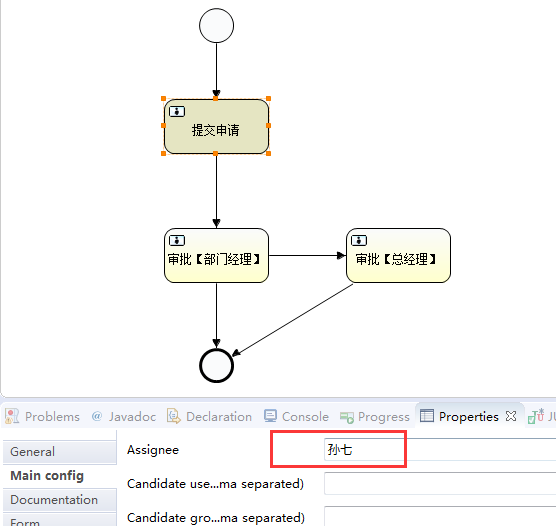 提交申请
审批【部门经理】
审批【总经理】
Problems
@ Javadoc
Declaration
Console
Progress
Properties
General
Main config
Documentation
Form
Assignee
孙七
Candidate use...ma separated)
Candidate gro...ma separated)